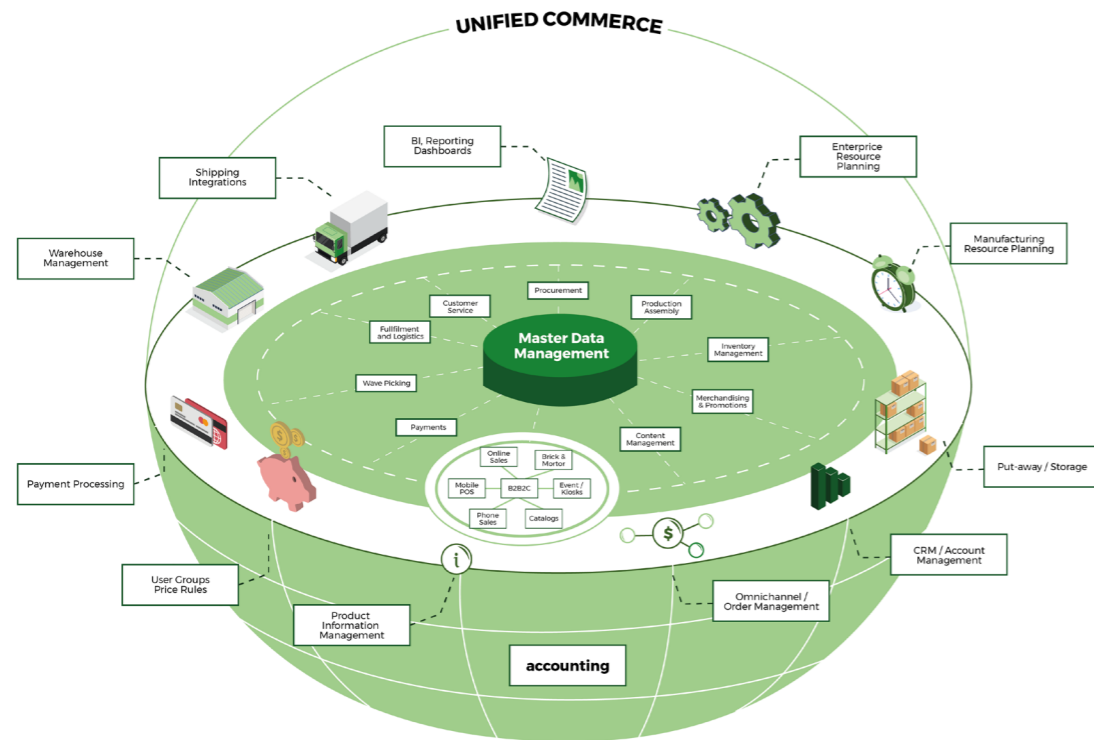 UNIFIED COMMERCE
BI, Reporting
Dashboards
Enterprice
Resource
Planning
Shipping
Integrations
Manufacturing
Resource Planning
Warehouse
Management
Procurement
Customer
Service
Production
Assembly
Fullfilment
and Logistics
Master Data
Management
Inventory
Management
Wave Picking
Merchandising
& Promotions
Payments
Content
Management
Online
Sales
Brick &
Mortor
Mobile
POS
B2B2C
Event /
Kiosks
Phone
Sales
Catalogs
Payment Processing
Put-away / Storage
CRM / Account
Management
User Groups
Price Rules
Product
Information
Management
Omnichannel /
Order Management
accounting
$
$
$
i